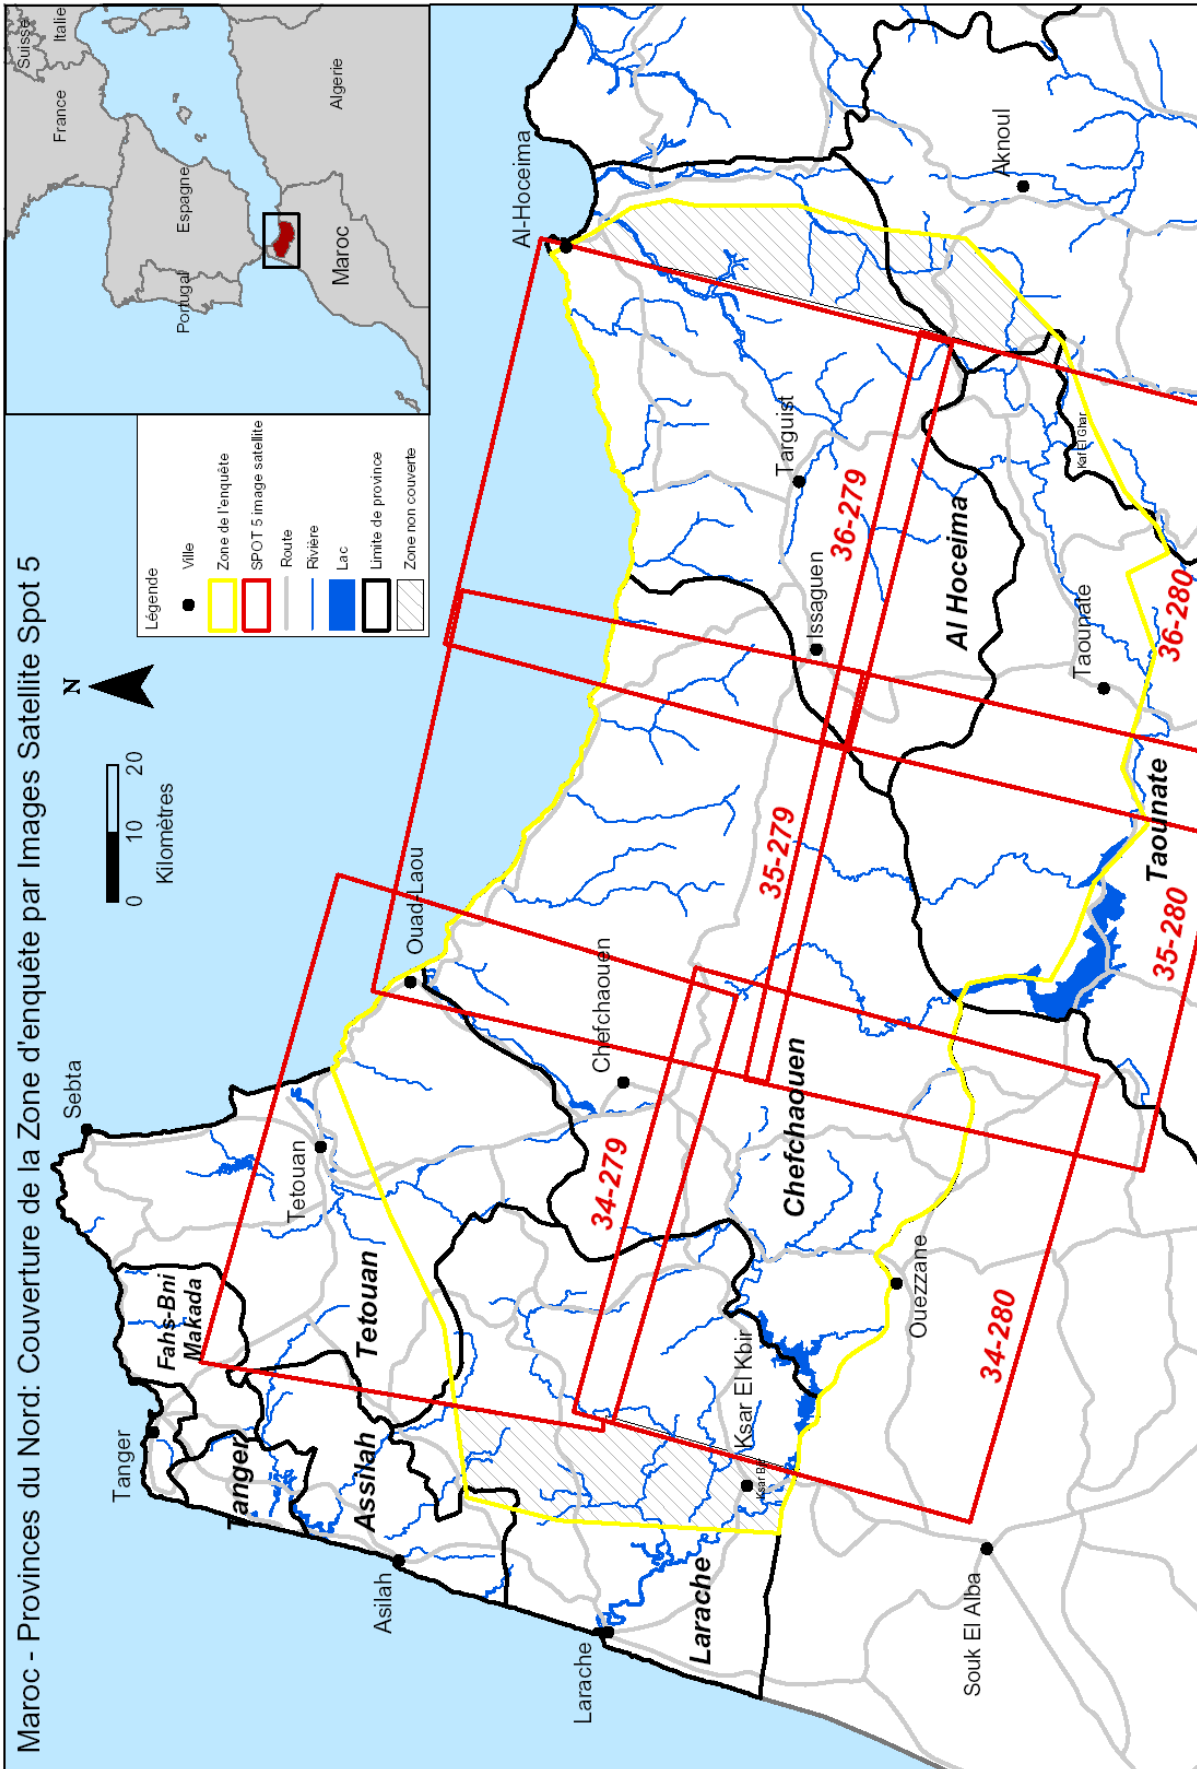 Maroc - Provinces du Nord: Couverture de la Zone d'enquête par Images Satellite Spot 5
0 10 20
Kilomètres
N
Légende
Ville
Zone de l'enquête
SPOT 5 image satellite
Route
Rivière
Lac
Limite de province
Zone non couverte
Suisse
Italie
France
Espagne
Portugal
Algerie
Maroc
Sebta
Tanger
Fahs-Bni
Makada
Tetouan
Tanger
Tetouan
Assilah
Asilah
Ouad-Laou
Al-Hoceima
Chefchaouen
34-279
Larache
Larache
Ksar El Kbir
Ksar Bir
Chefchaouen
35-279
Issaguen
Targuist
36-279
Al Hoceima
Aknoul
Kaf El Ghar
Ouezzane
Souk El Alba
34-280
Taounate
Taounate
35-280
36-280